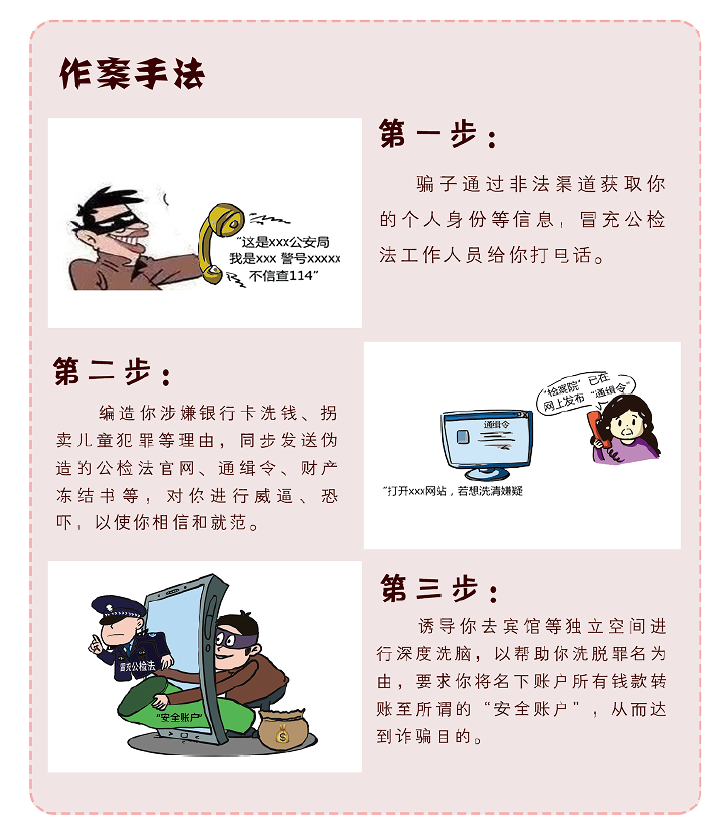 作案手法
第一步：
骗子通过非法渠道获取你
的个人身份等信息，冒充公检
法工作人员给你打电话。
“这是xxx公安局
我是xxx 警号xxxxx
不信查114”
第二步：
编造你涉嫌银行卡洗钱、拐
卖儿童犯罪等理由，同步发送伪
造的公检法官网、通缉令、财产
冻结书等，对你进行威逼、恐
吓，以使你相信和就范。
“检察院”已在
网上发布“通缉令”
通缉令
“打开xxx网站，若想洗清嫌疑
第三步：
诱导你去宾馆等独立空间进
行深度洗脑，以帮助你洗脱罪名为
由，要求你将名下账户所有钱款转
账至所谓的“安全账户”，从而达
到诈骗目的。
冒充公检法
“安全账户”
$